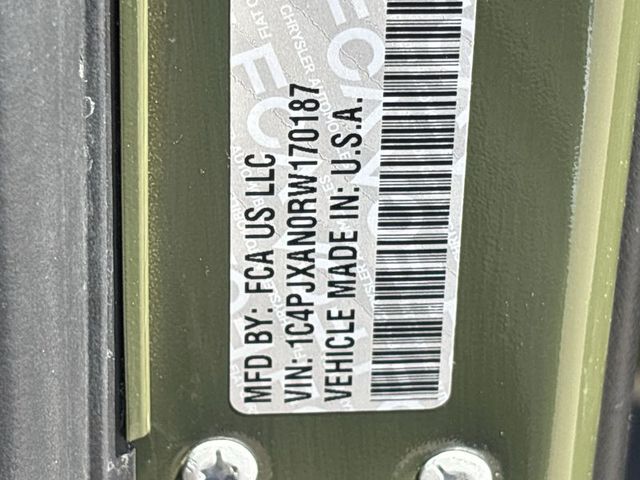 MFD BY: FCA US LLC
VIN: 1C4PJXAN0RW170187
VEHICLE MADE IN: U.S.A.